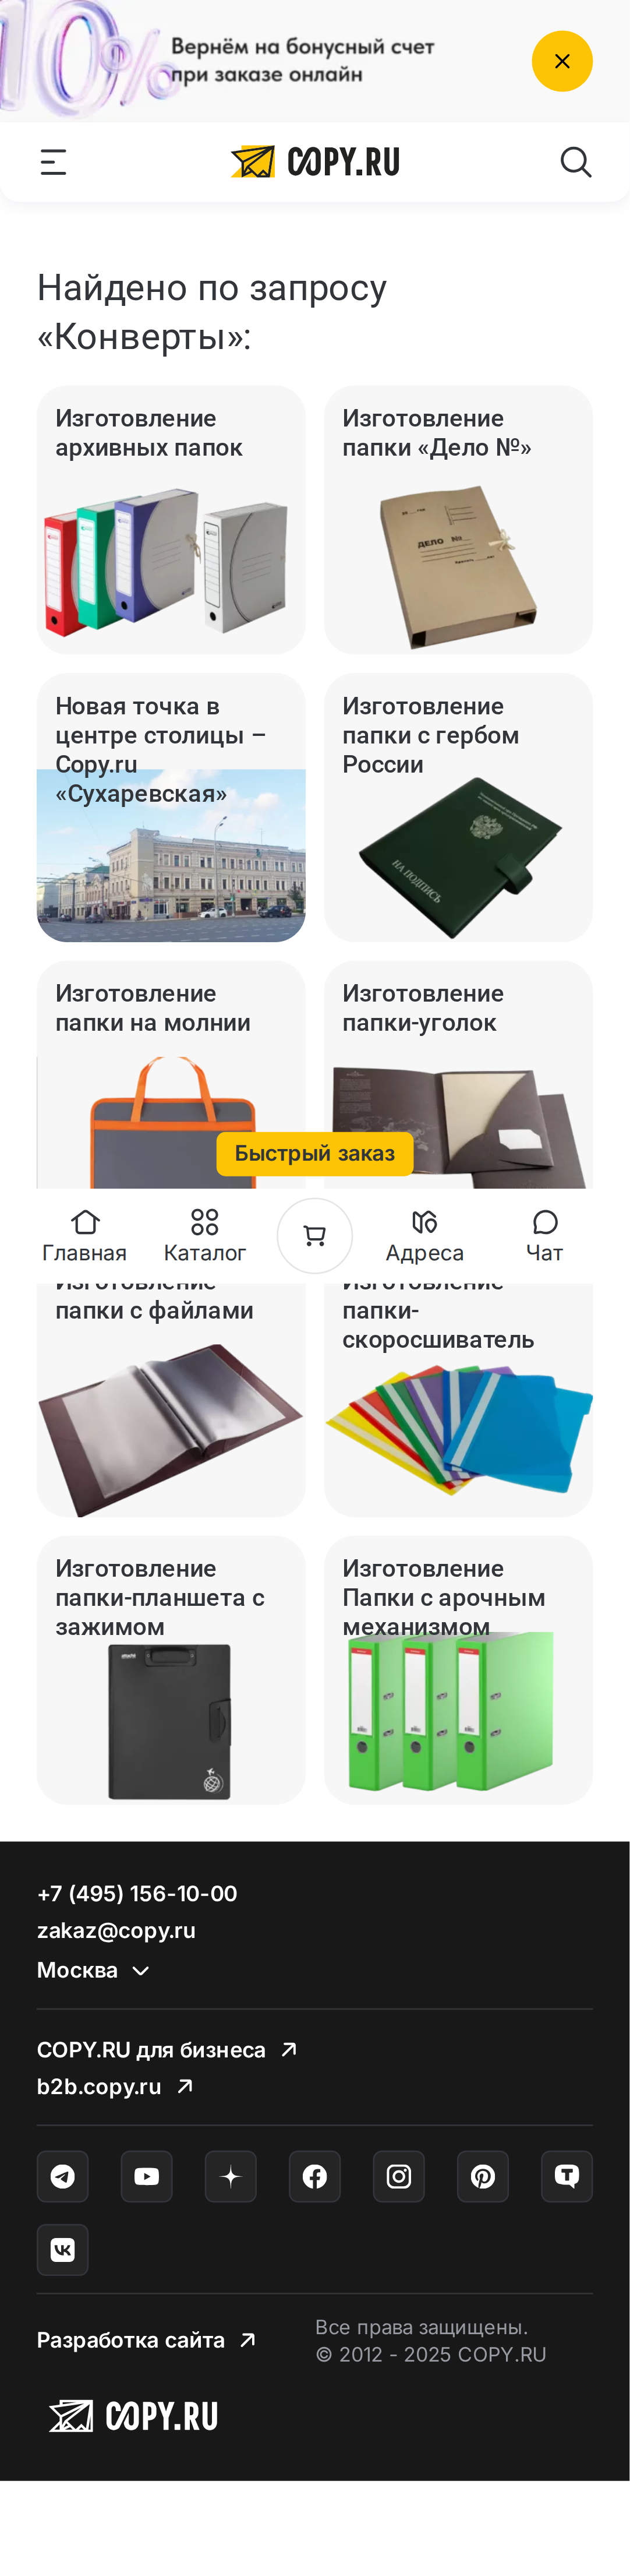 10%
Вернём на бонусный счет
при заказе онлайн
COPY.RU
Найдено по запросу
«Конверты»:
Изготовление
архивных папок
Изготовление
папки «Дело №»
ДЕЛО №
Новая точка в
центре столицы –
Copy.ru
«Сухаревская»
Изготовление
папки с гербом
России
НА ПОДПИСЬ
Изготовление
папки на молнии
Изготовление
папки-уголок
Быстрый заказ
Главная
Каталог
Адреса
Чат
Изготовление
папки с файлами
Изготовление
папки-
скоросшиватель
Изготовление
папки-планшета с
зажимом
Изготовление
Папки с арочным
механизмом
+7 (495) 156-10-00
zakaz@copy.ru
Москва
COPY.RU для бизнеса
b2b.copy.ru
Разработка сайта
Все права защищены.
© 2012 - 2025 COPY.RU
COPY.RU